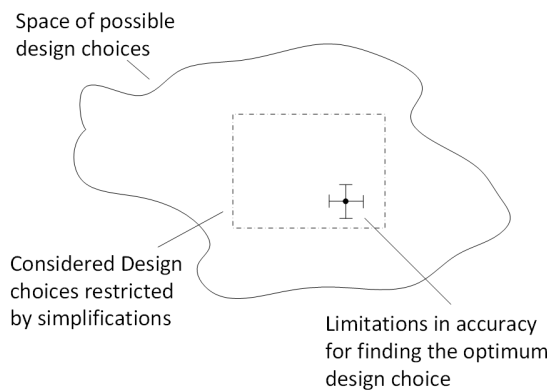 Space of possible
design choices
Considered Design
choices restricted
by simplifications
Limitations in accuracy
for finding the optimum
design choice